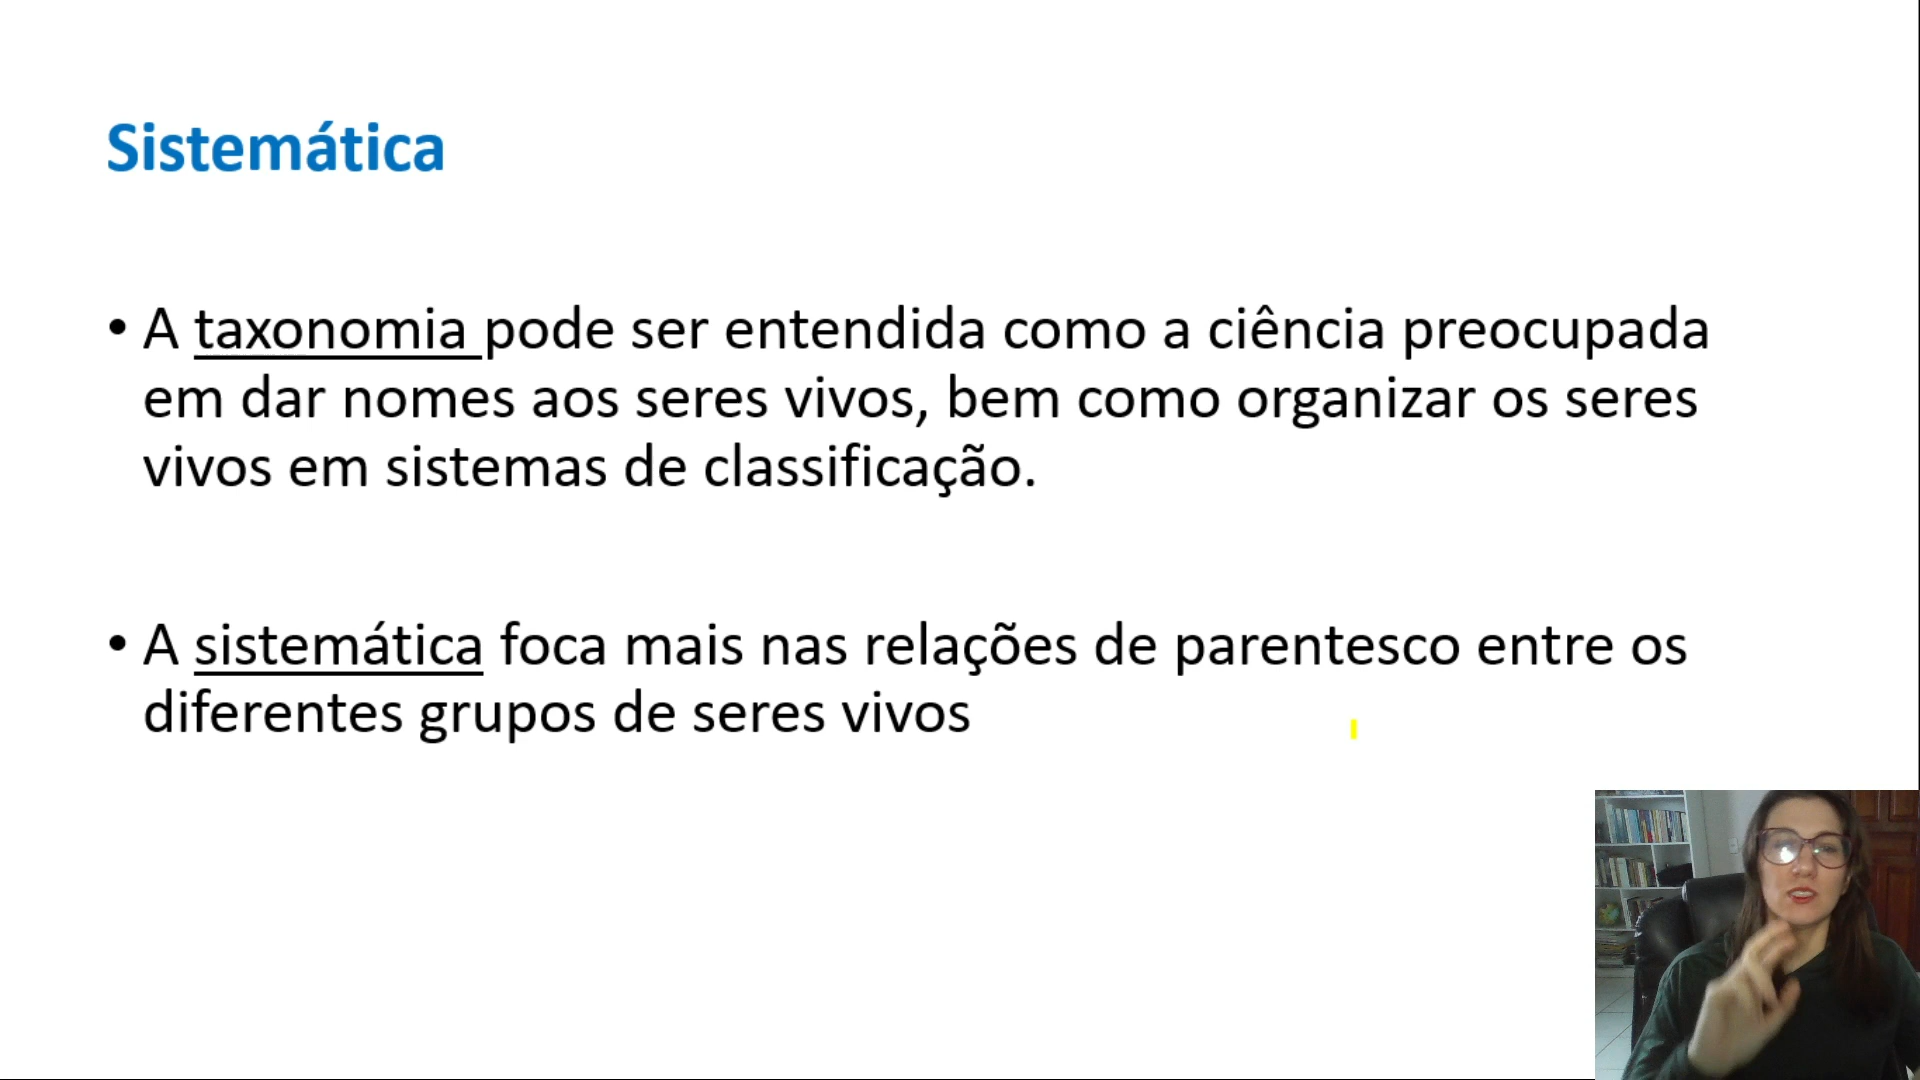 Sistemática
• A taxonomia pode ser entendida como a ciência preocupada
em dar nomes aos seres vivos, bem como organizar os seres
vivos em sistemas de classificação.
• A sistemática foca mais nas relações de parentesco entre os
diferentes grupos de seres vivos